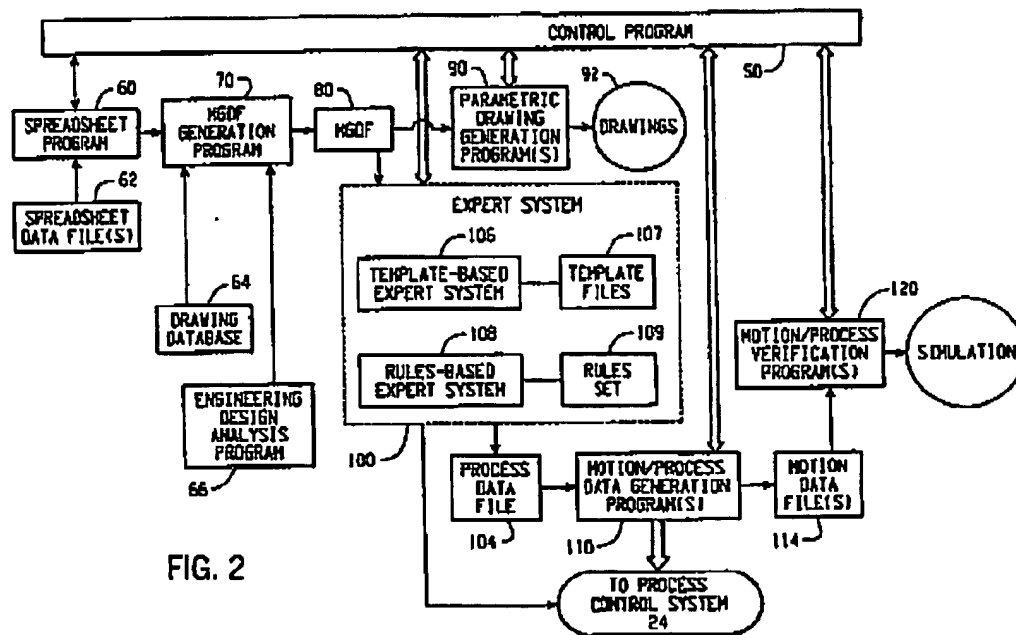 CONTROL PROGRAM
50
60
SPREADSHEET
PROGRAM
62
SPREADSHEET
DATA FILE(S)
70
MGDF
GENERATION
PROGRAM
80
MGDF
90
PARAMETRIC
DRAWING
GENERATION
PROGRAM(S)
92
DRAWINGS
64
DRAWING
DATABASE
ENGINEERING
DESIGN
ANALYSIS
PROGRAM
66
EXPERT SYSTEM
106
TEMPLATE-BASED
EXPERT SYSTEM
107
TEMPLATE
FILES
108
RULES-BASED
EXPERT SYSTEM
109
RULES
SET
100
PROCESS
DATA
FILE
104
MOTION/PROCESS
DATA GENERATION
PROGRAM(S)
110
MOTION
DATA
FILE(S)
114
120
MOTION/PROCESS
VERIFICATION
PROGRAM(S)
SIMULATION
TO PROCESS
CONTROL SYSTEM
24
FIG. 2